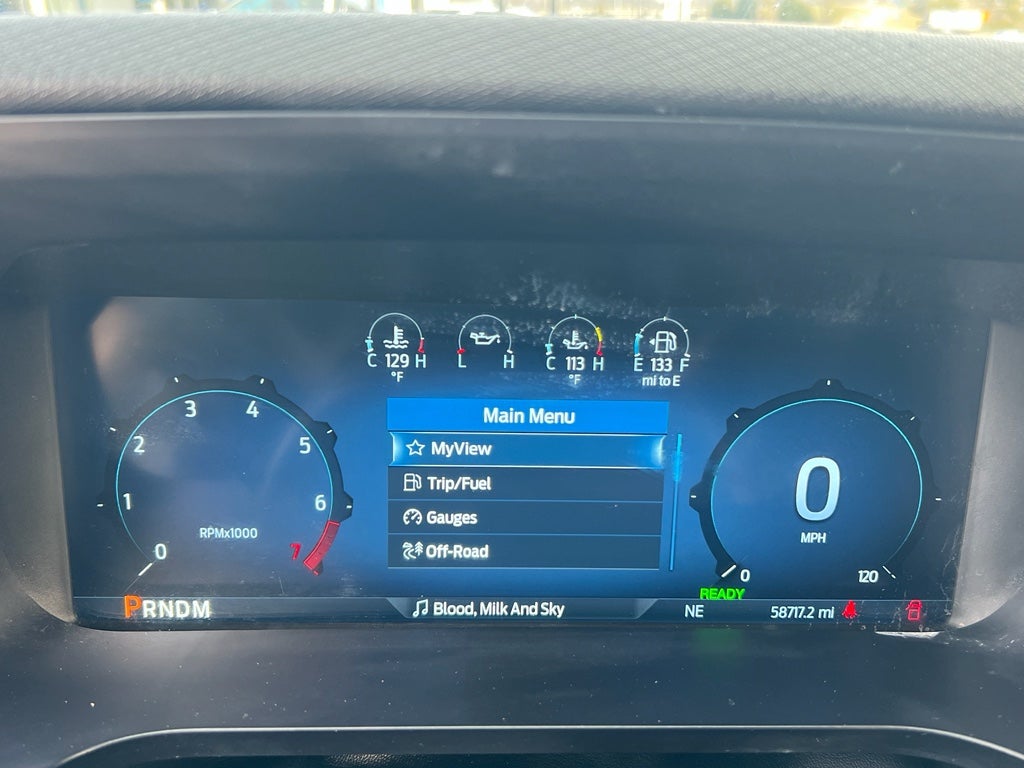 C 129 H
°F
L H
C 113 H
°F
E 133 F
mi to E
Main Menu
MyView
Trip/Fuel
Gauges
Off-Road
0
1
2
3
4
5
6
7
RPMx1000
0
MPH
0
120
READY
PRNDM
Blood, Milk And Sky
NE
58717.2 mi